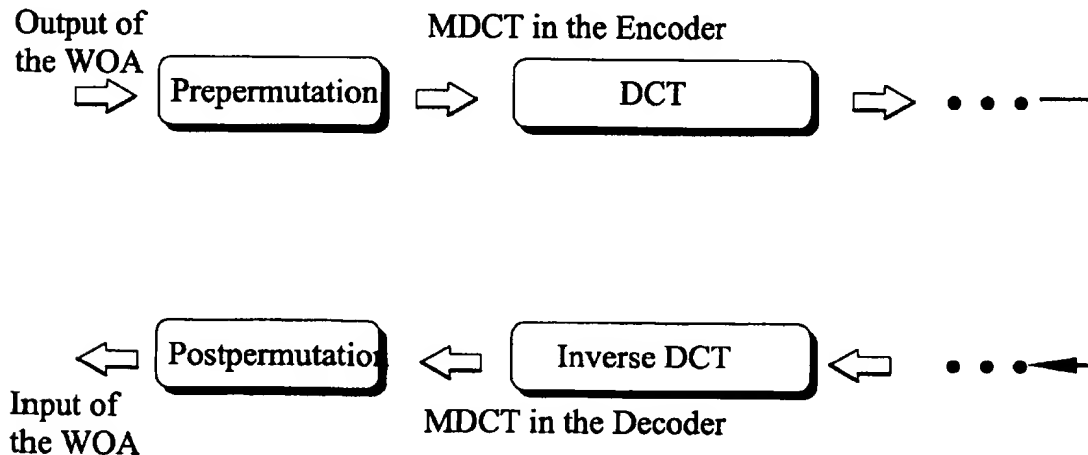 Output of
the WOA
MDCT in the Encoder
Prepermutation
DCT
Postpermutation
Inverse DCT
Input of
the WOA
MDCT in the Decoder